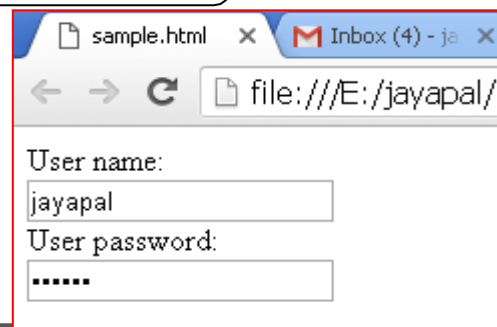 sample.html Inbox (4) - ja
file:///E:/jayapal/
User name:
jayapal
User password:
••••••